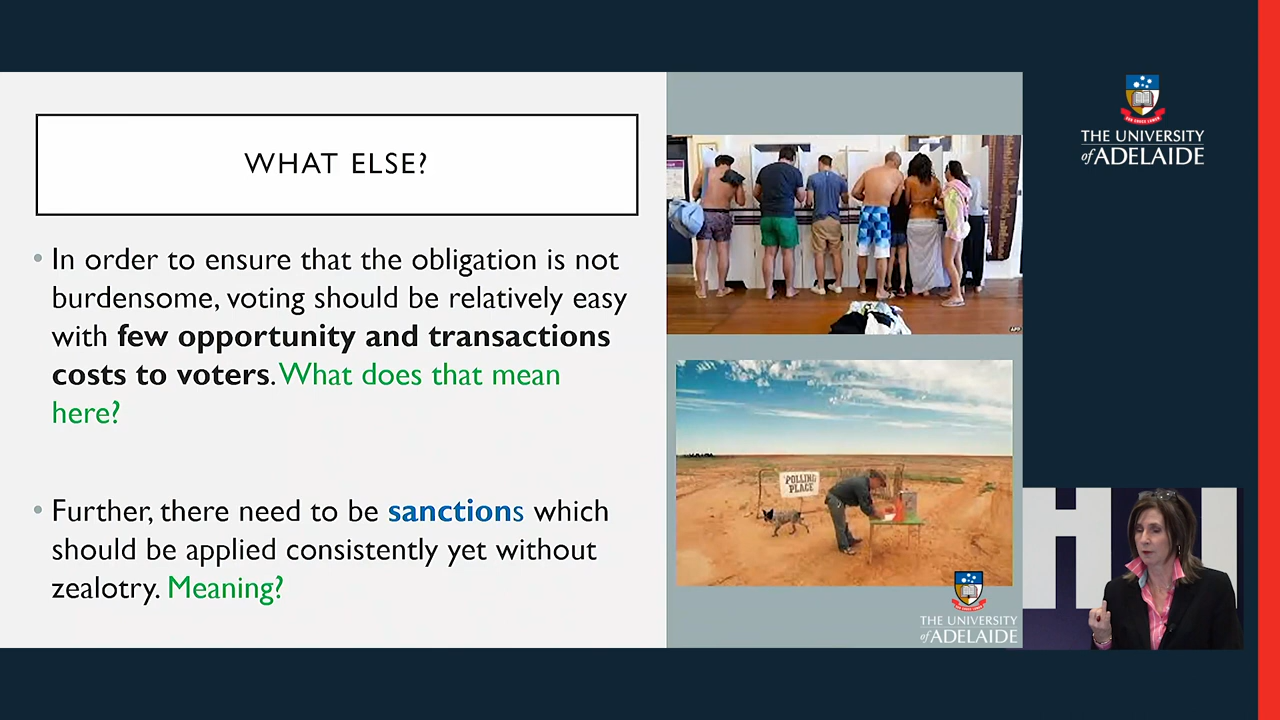 WHAT ELSE?
• In order to ensure that the obligation is not
burdensome, voting should be relatively easy
with few opportunity and transactions
costs to voters. What does that mean
here?
• Further, there need to be sanctions which
should be applied consistently yet without
zealotry. Meaning?
AFP
POLLING
PLACE
THE UNIVERSITY
of ADELAIDE
THE UNIVERSITY
of ADELAIDE
H